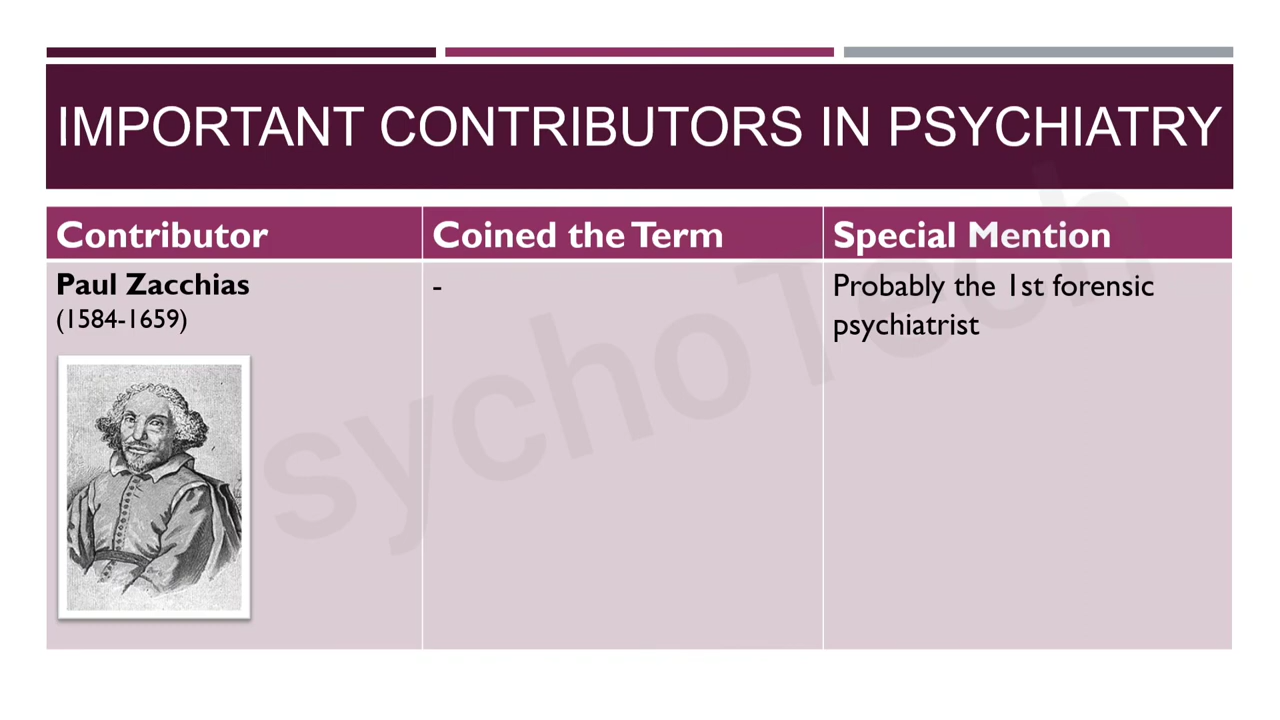 IMPORTANT CONTRIBUTORS IN PSYCHIATRY
Contributor
Coined the Term
Special Mention
Paul Zacchias
(1584-1659)
-
Probably the 1st forensic
psychiatrist
sychoTech